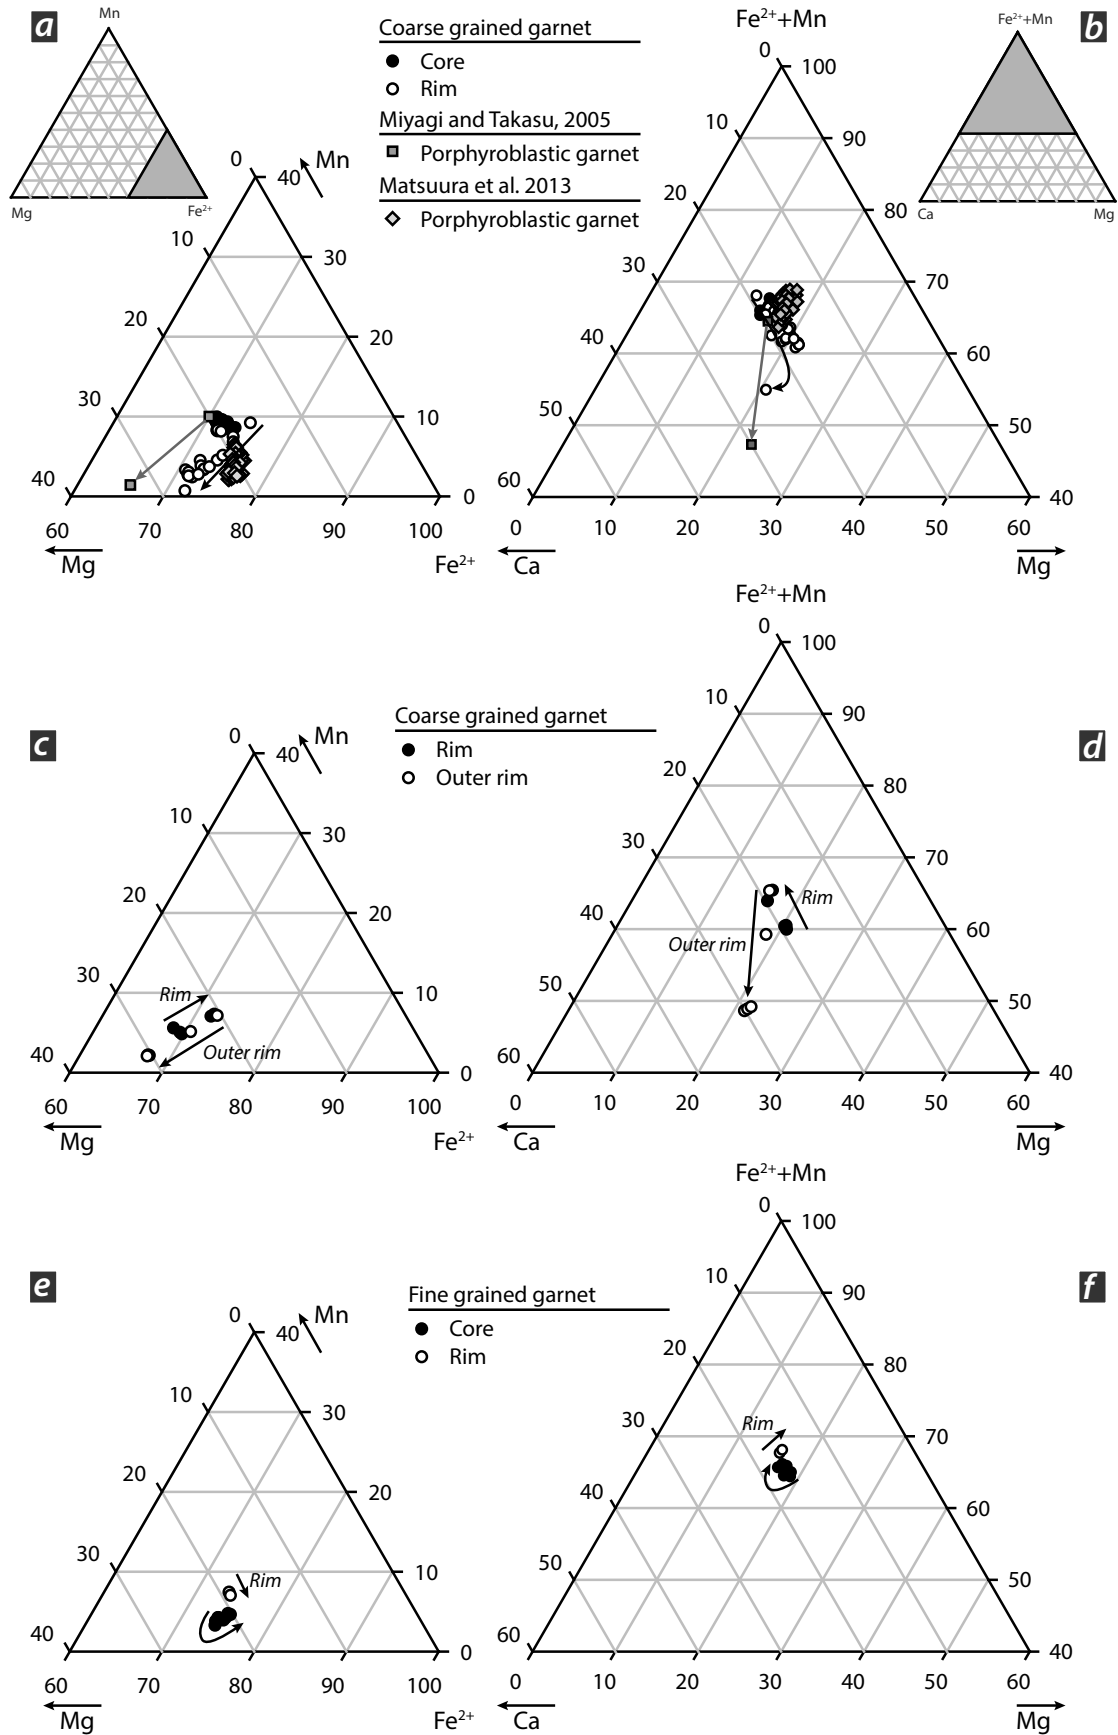 a
Mn
Mg
Fe²⁺
Coarse grained garnet
Core
Rim
Miyagi and Takasu, 2005
Porphyroblastic garnet
Matsuura et al. 2013
Porphyroblastic garnet
b
Fe²⁺+Mn
Ca
Mg
0
40
Mn
10
30
20
20
30
10
40
0
60
70
80
90
100
Mg
Fe²⁺
Fe²⁺+Mn
0
100
10
90
20
80
30
70
40
60
50
50
60
40
0
10
20
30
40
50
60
Ca
Mg
c
Coarse grained garnet
Rim
Outer rim
0
40
Mn
10
30
20
20
30
10
Rim
Outer rim
40
0
60
70
80
90
100
Mg
Fe²⁺
d
Fe²⁺+Mn
0
100
10
90
20
80
30
70
Rim
40
60
Outer rim
50
50
60
40
0
10
20
30
40
50
60
Ca
Mg
e
Fine grained garnet
Core
Rim
0
40
Mn
10
30
20
20
30
10
Rim
40
0
60
70
80
90
100
Mg
Fe²⁺
f
Fe²⁺+Mn
0
100
10
90
20
80
Rim
30
70
40
60
50
50
60
40
0
10
20
30
40
50
60
Ca
Mg